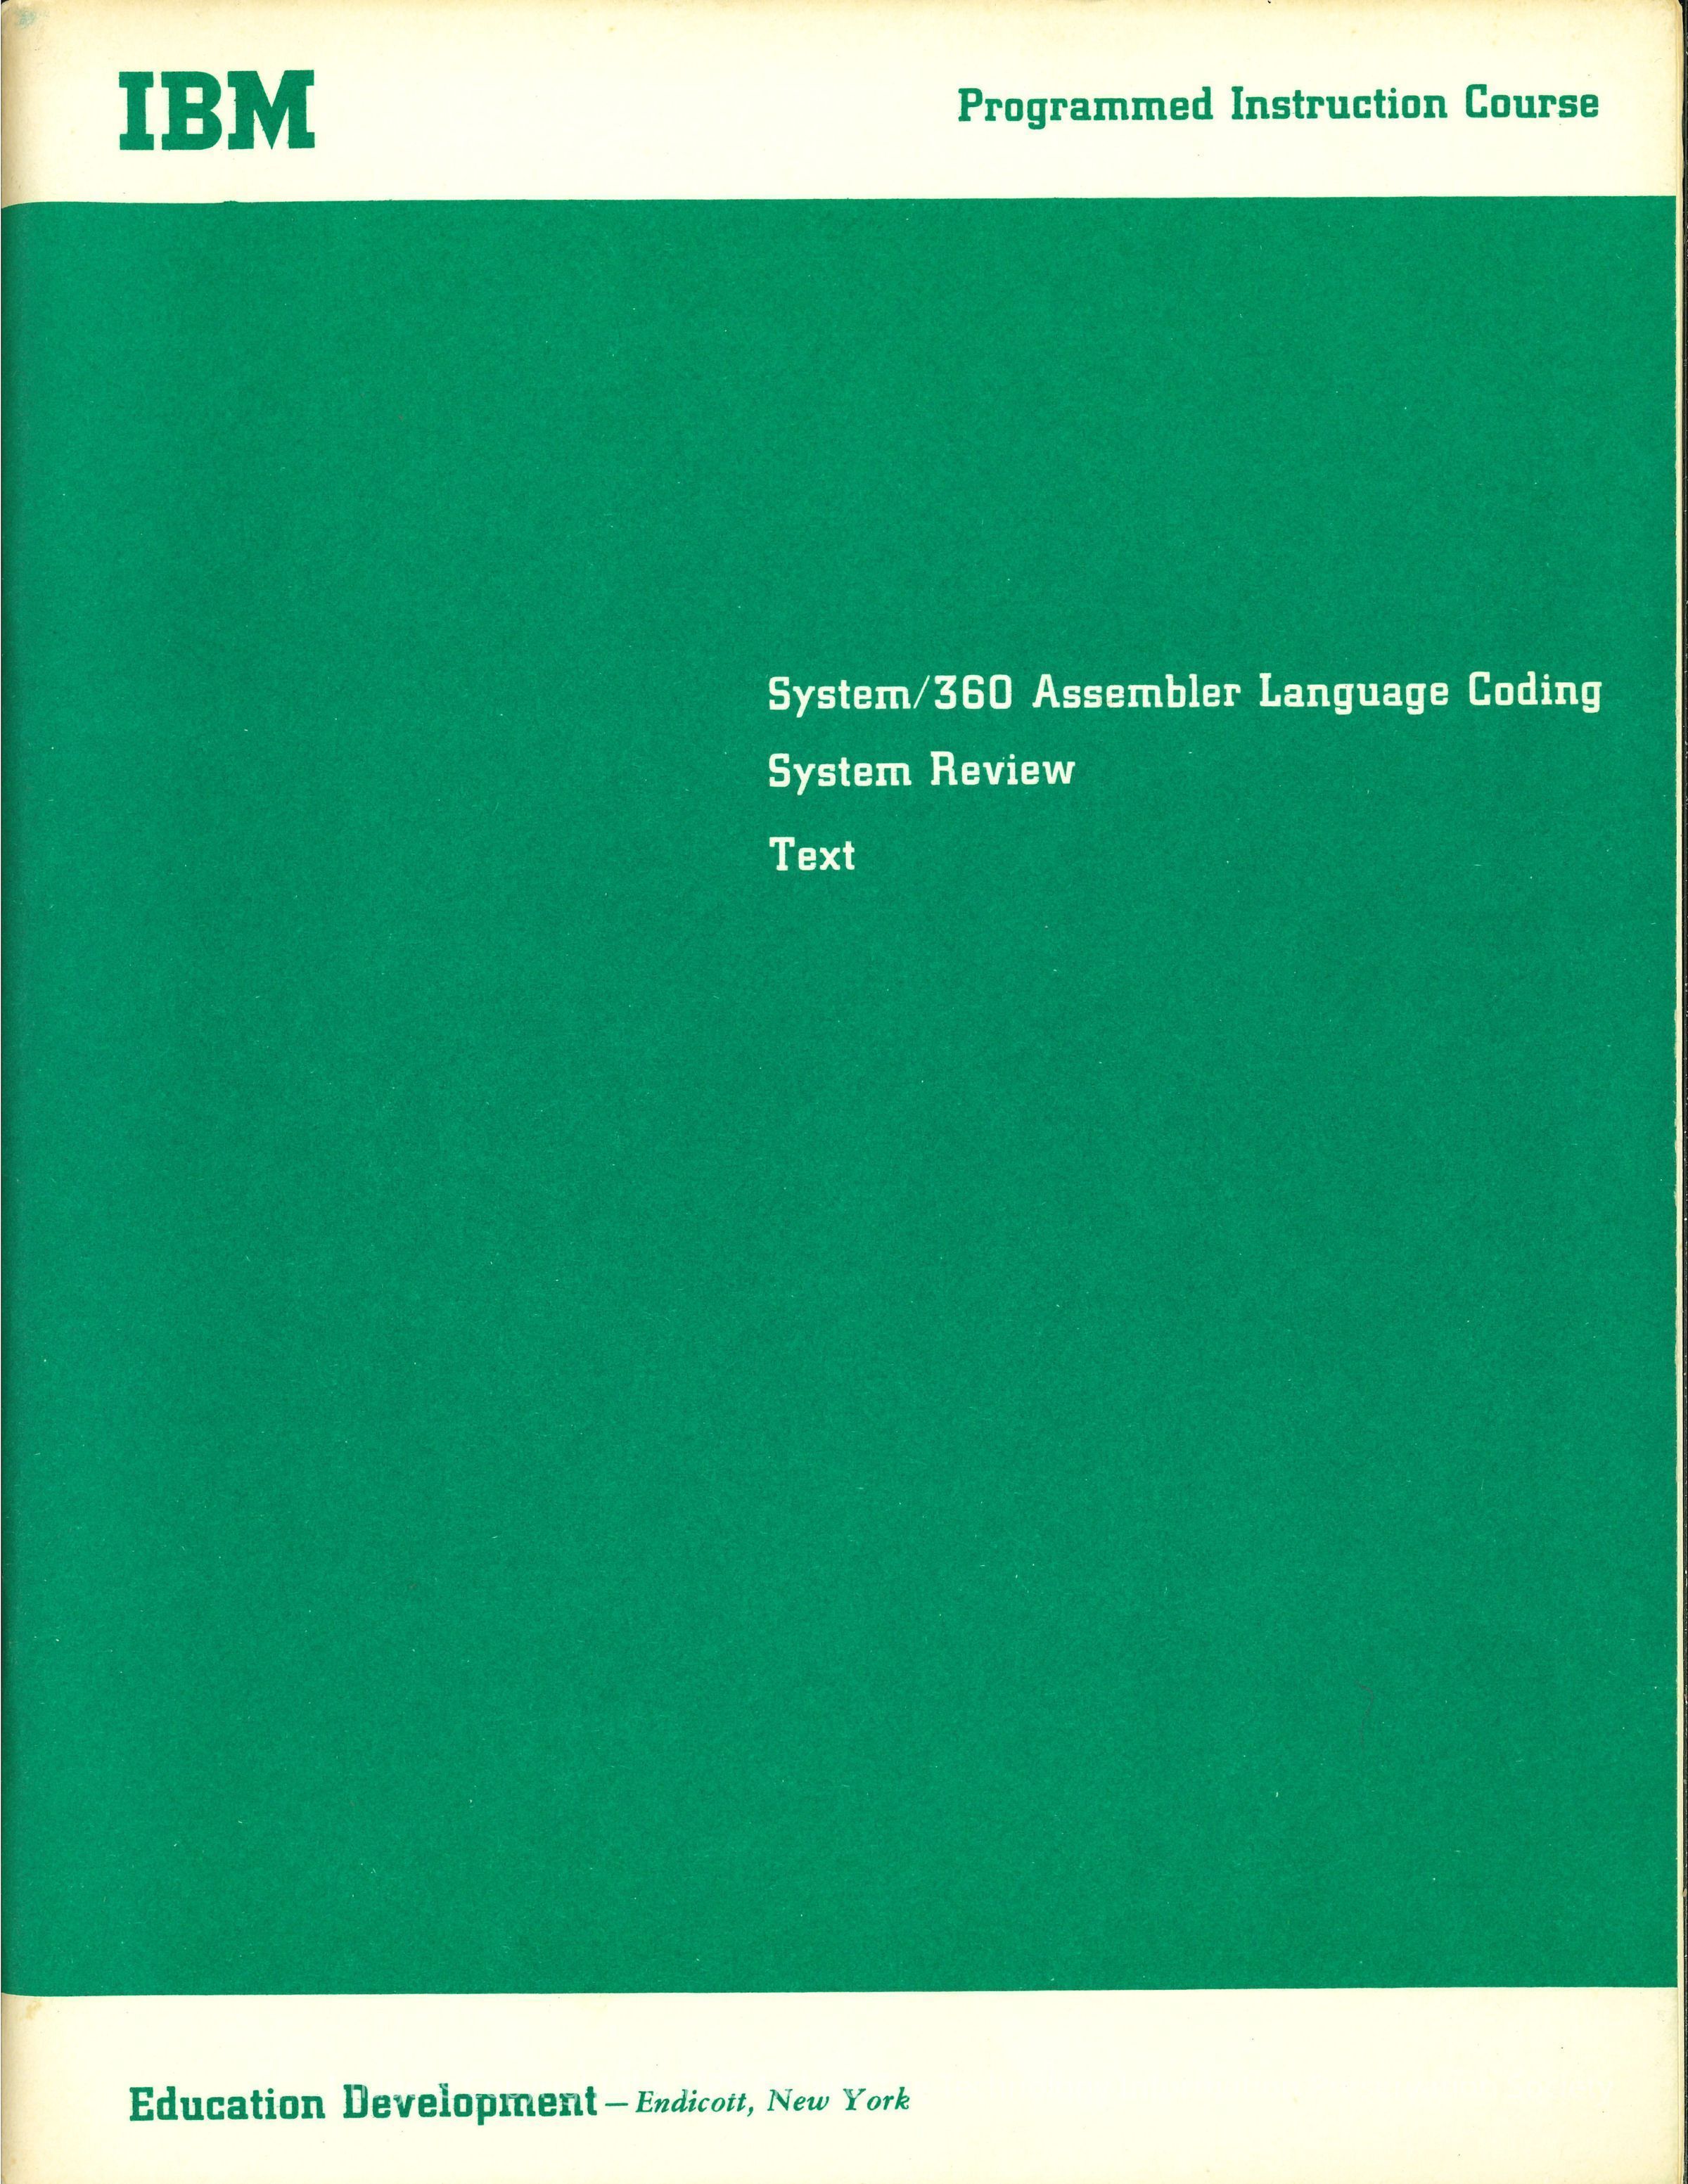 IBM
Programmed Instruction Course
System/360 Assembler Language Coding
System Review
Text
Education Development – Endicott, New York